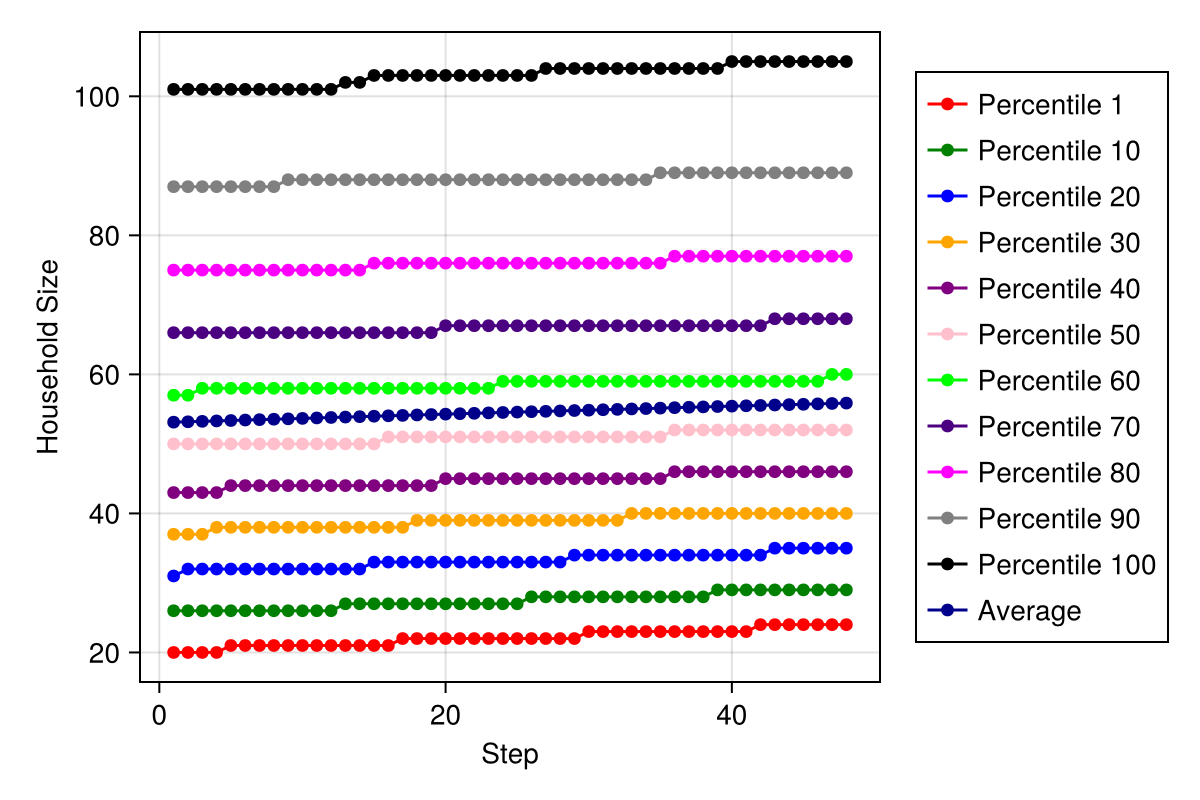 100
80
60
40
20
Household Size
0 20 40
Step
Percentile 1
Percentile 10
Percentile 20
Percentile 30
Percentile 40
Percentile 50
Percentile 60
Percentile 70
Percentile 80
Percentile 90
Percentile 100
Average